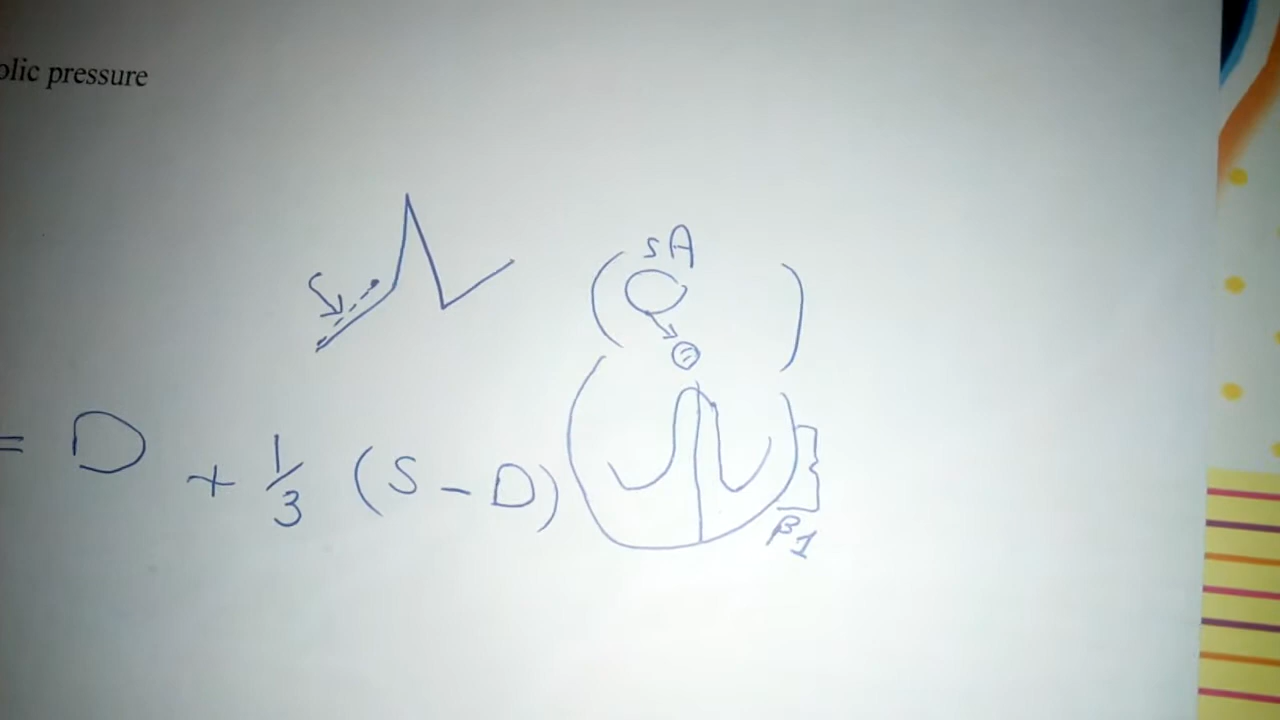 olic pressure
SA
= D + 1/3 (S - D)
β1